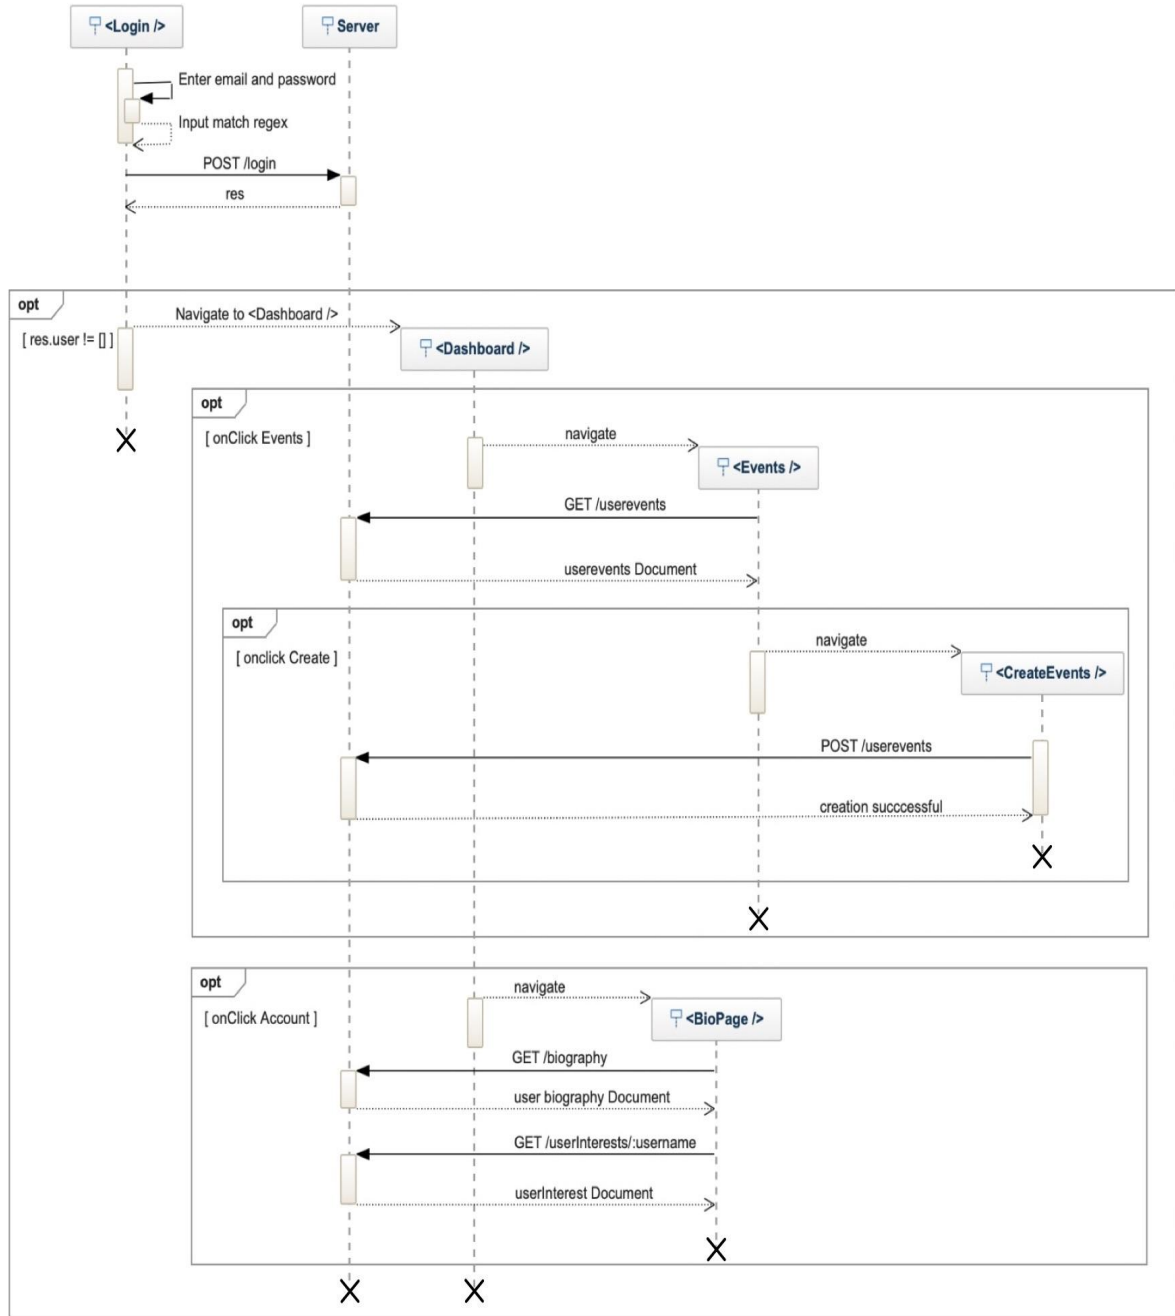 <Login />
Server
Enter email and password
Input match regex
POST /login
res
opt
Navigate to <Dashboard />
[ res.user != [] ]
<Dashboard />
opt
[ onClick Events ]
navigate
<Events />
GET /userevents
userevents Document
opt
[ onclick Create ]
navigate
<CreateEvents />
POST /userevents
creation succcessful
opt
navigate
[ onClick Account ]
<BioPage />
GET /biography
user biography Document
GET /userInterests/:username
userInterest Document